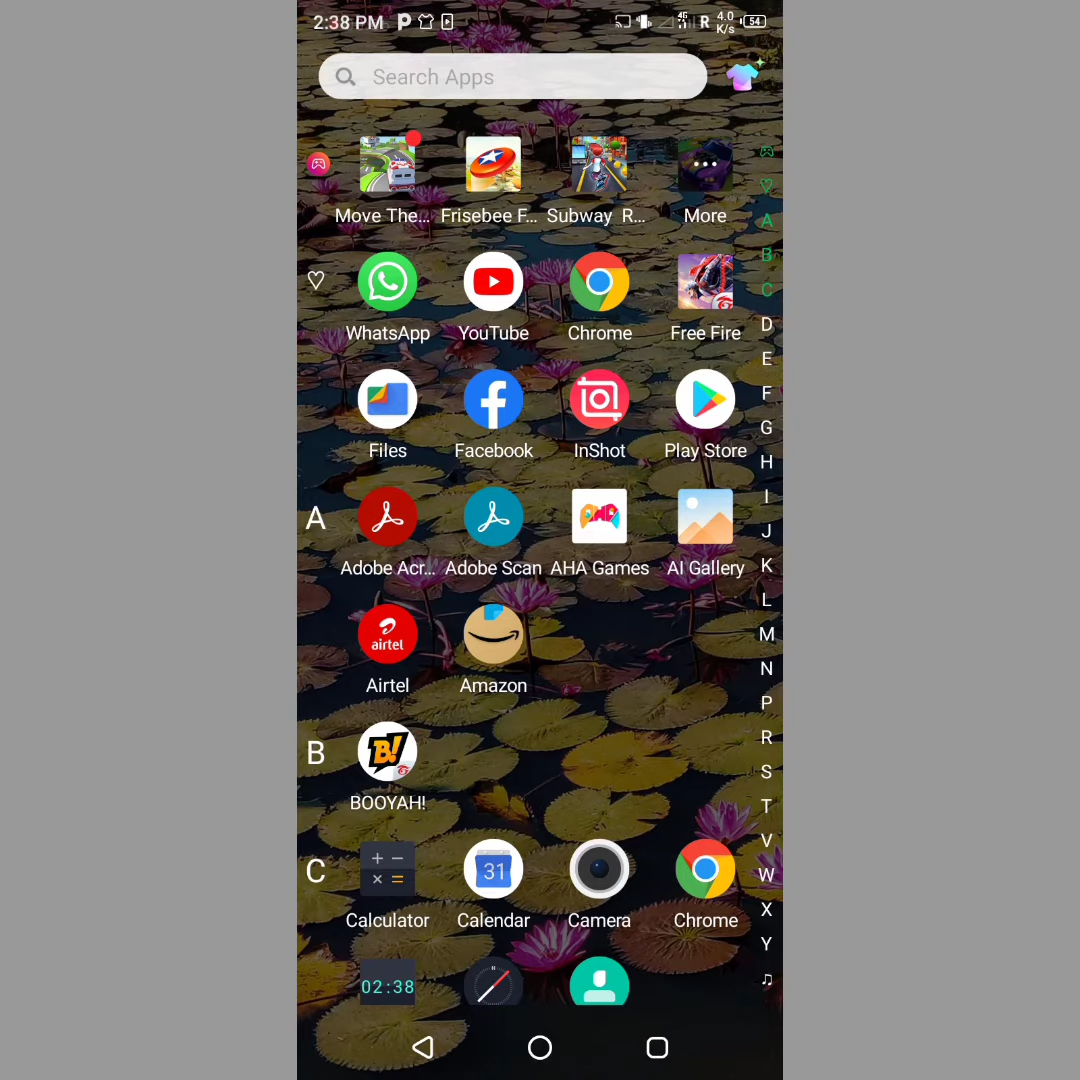 2:38 PM
4G
R
4.0
K/s
54
Search Apps
Move The... Frisebee F... Subway R... More
WhatsApp YouTube Chrome Free Fire
Files Facebook InShot Play Store
A
Adobe Acr... Adobe Scan AHA Games AI Gallery
airtel
Airtel Amazon
B
B!
BOOYAH!
C
31
Calculator Calendar Camera Chrome
02:38
N
A
B
C
D
E
F
G
H
I
J
K
L
M
N
P
R
S
T
V
W
X
Y